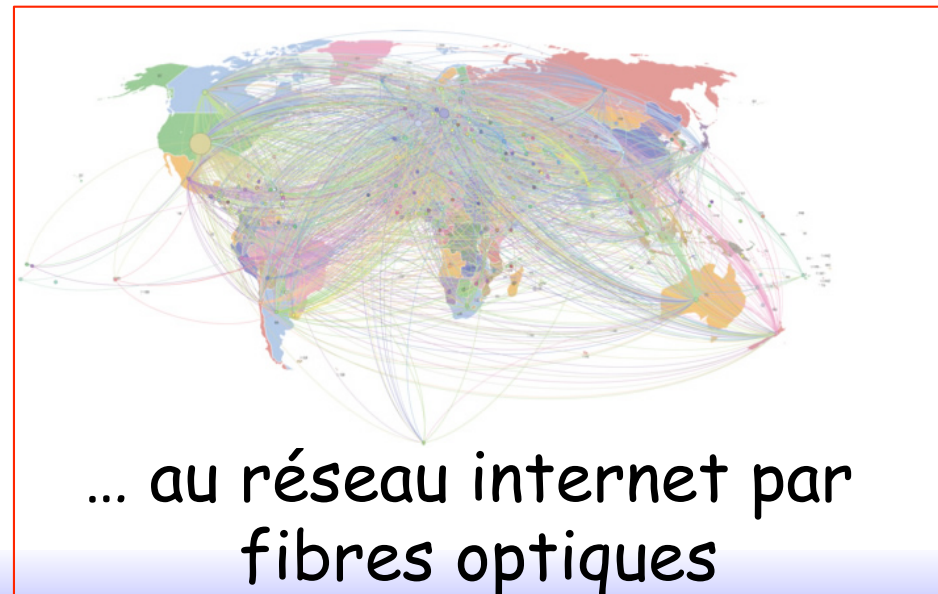 ... au réseau internet par
fibres optiques